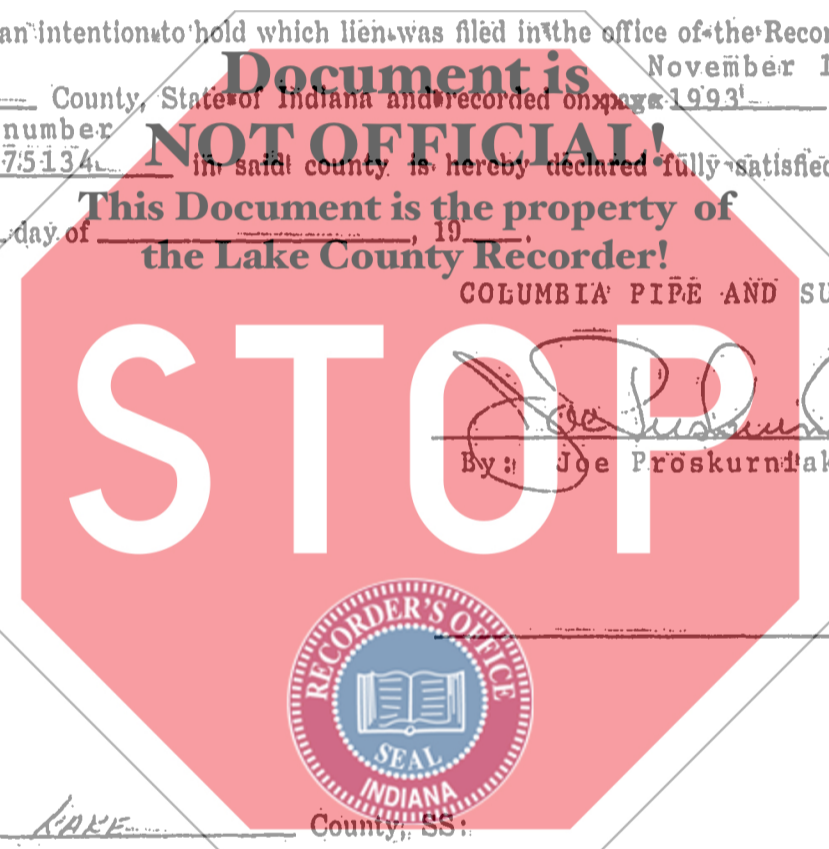 an intention to hold which lien was filed in the office of the Recor
Document is
November 1
County, State of Indiana and recorded on page 1993
number
NOT OFFICIAL!
75134 in said county is hereby declared fully satisfied
This Document is the property of
day of , 19 .
the Lake County Recorder!
COLUMBIA PIPE AND SU
STOP
By: Joe Proskurniak
RECORDER'S OFFICE
SEAL
INDIANA
LAKE County, SS: